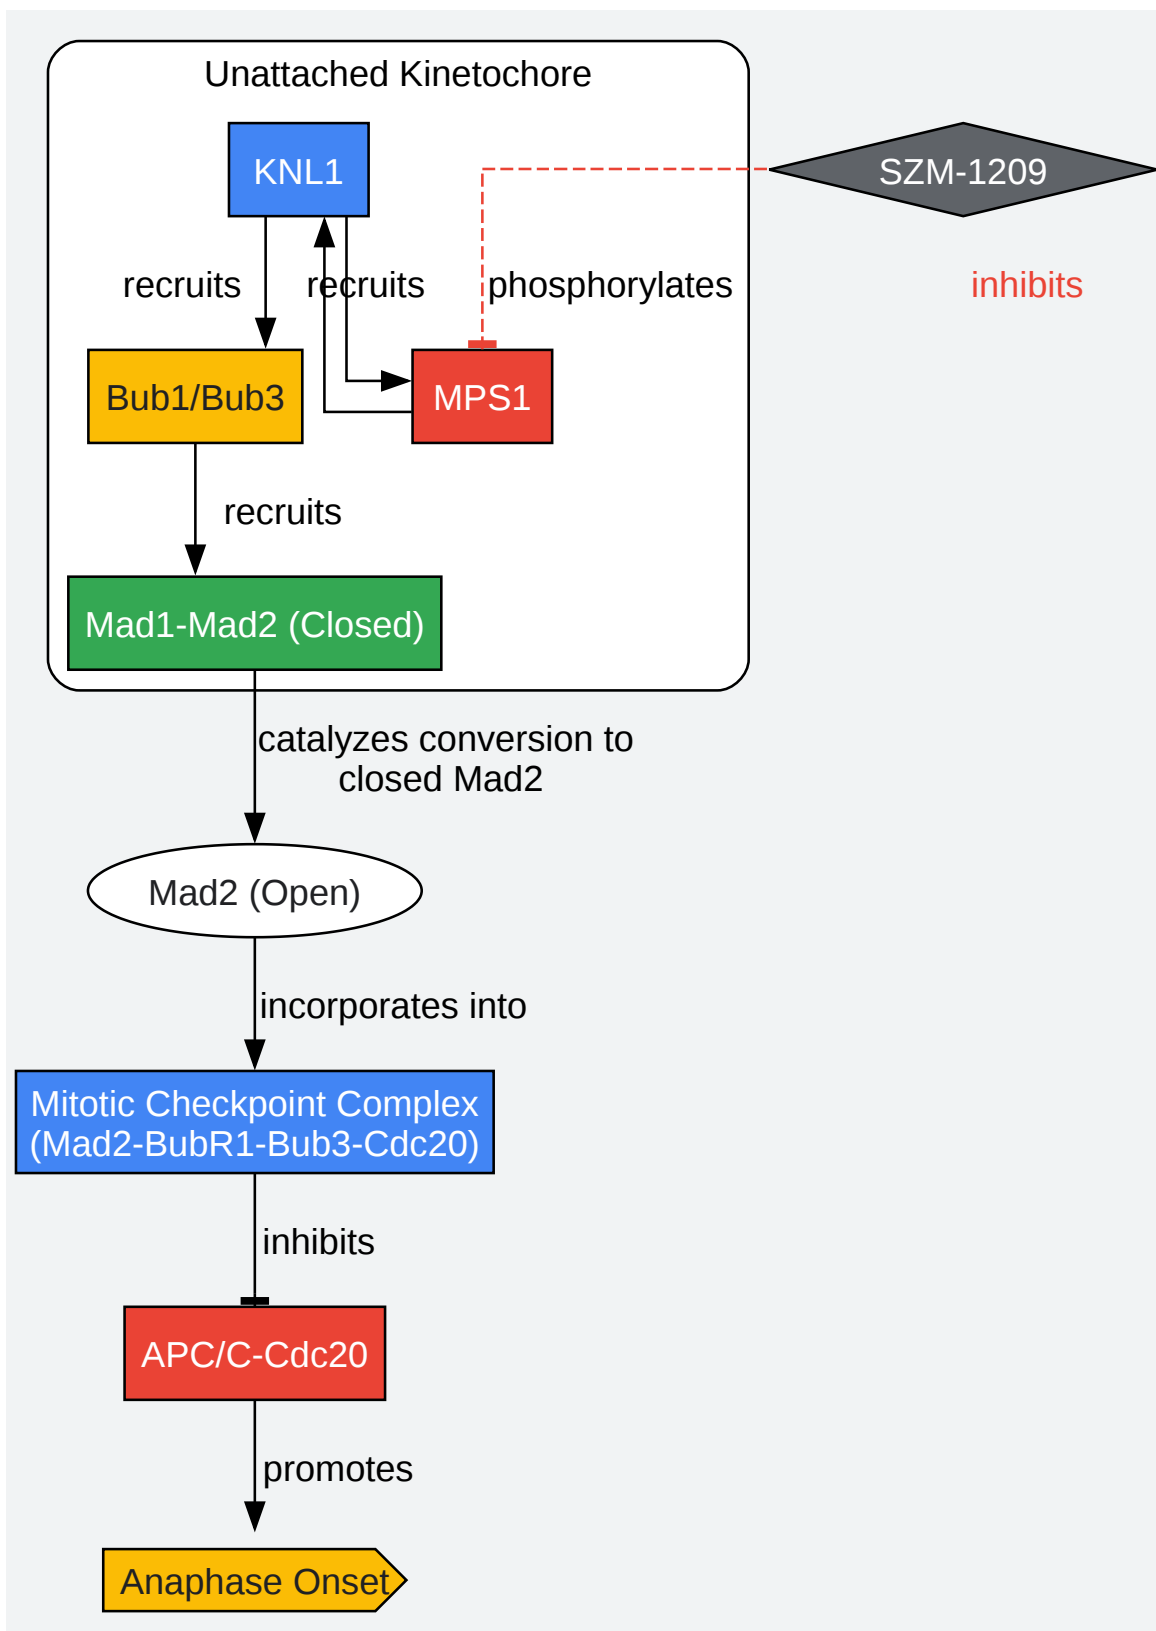 Unattached Kinetochore
KNL1
SZM-1209
recruits
recruits
phosphorylates
inhibits
Bub1/Bub3
MPS1
recruits
Mad1-Mad2 (Closed)
catalyzes conversion to
closed Mad2
Mad2 (Open)
incorporates into
Mitotic Checkpoint Complex
(Mad2-BubR1-Bub3-Cdc20)
inhibits
APC/C-Cdc20
promotes
Anaphase Onset